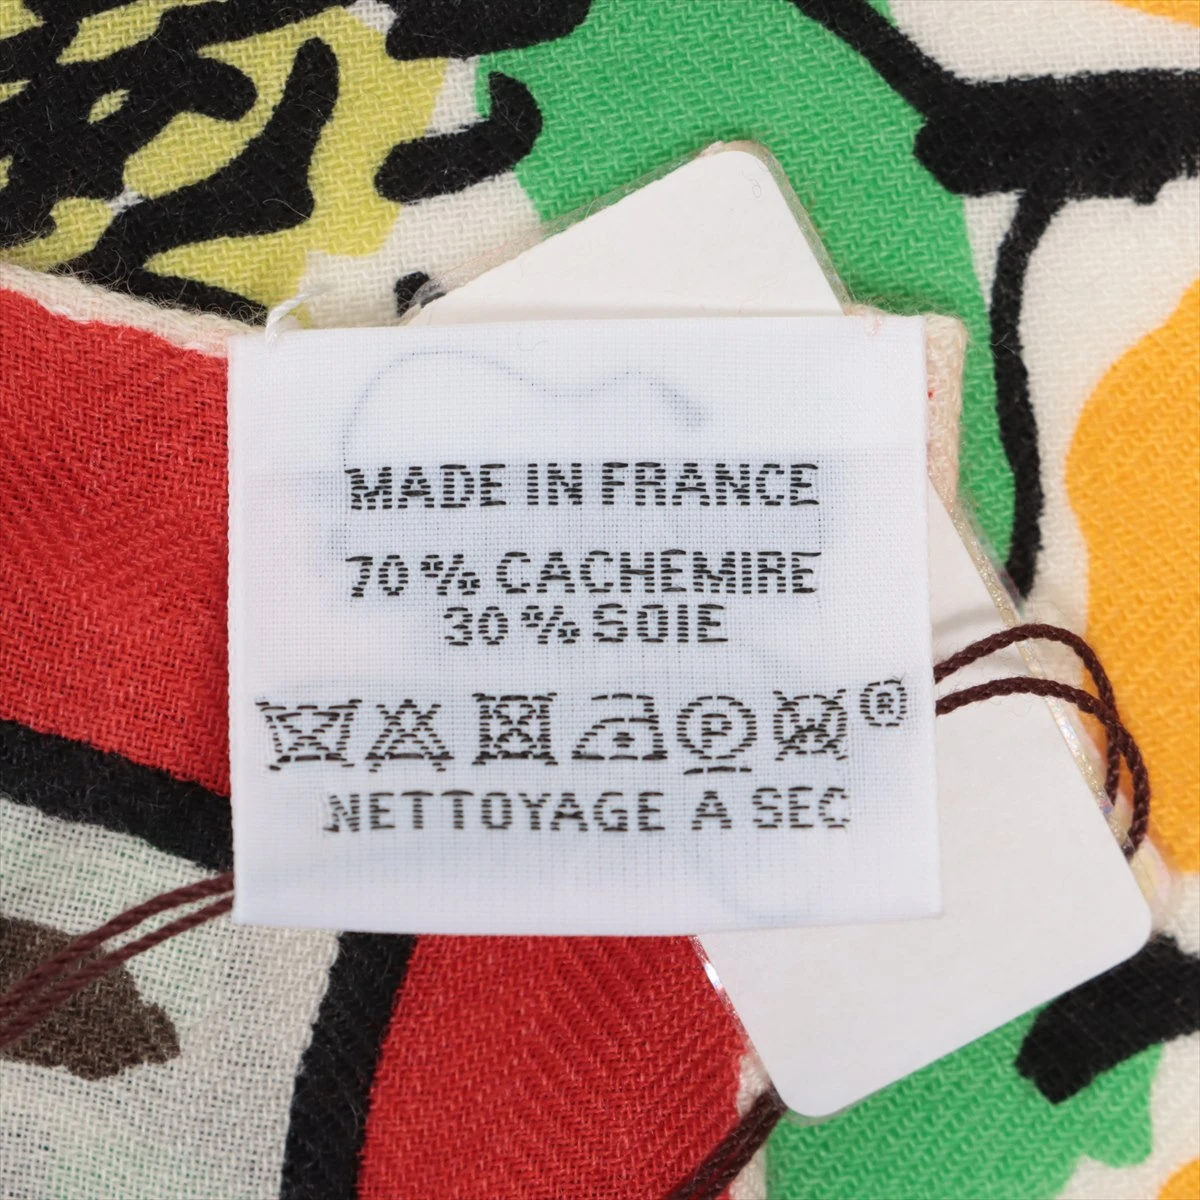 MADE IN FRANCE
70% CACHEMIRE
30% SOIE
P W ®
NETTOYAGE A SEC